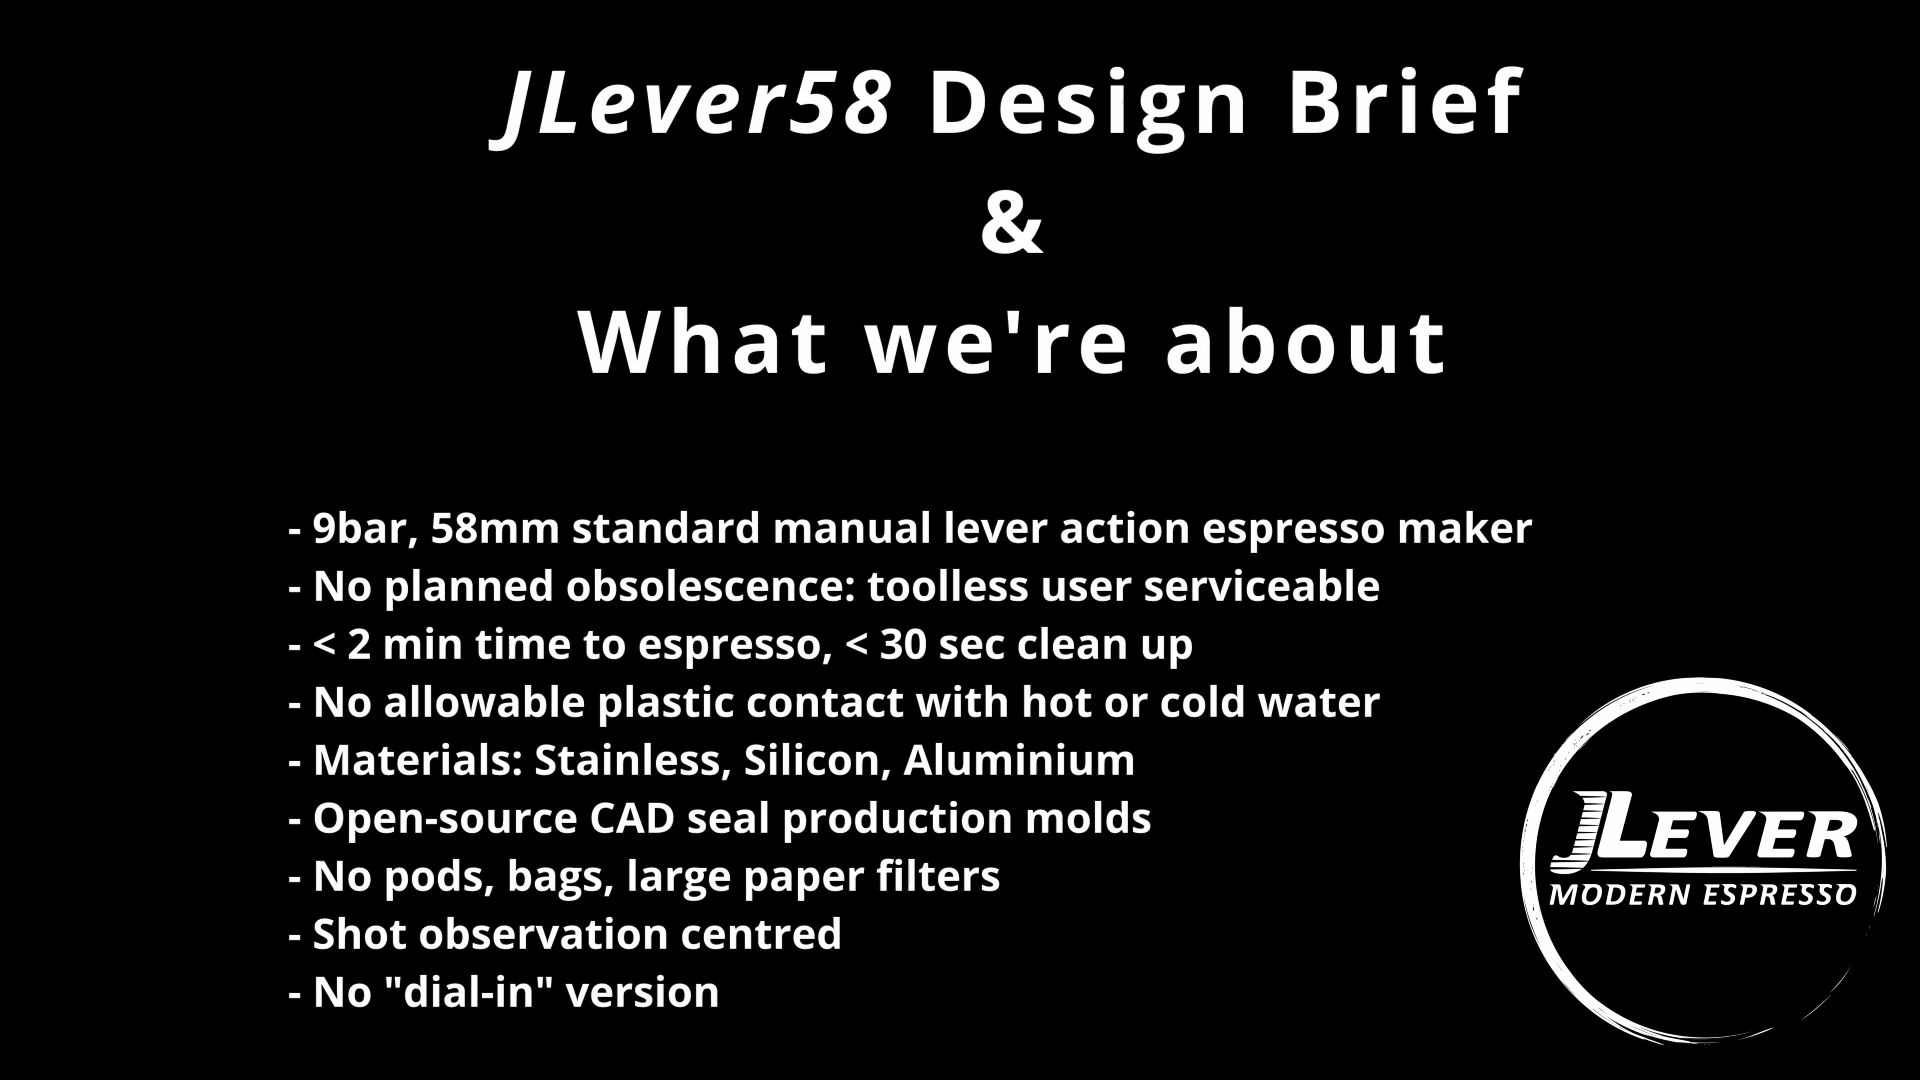 JLever58 Design Brief
&
What we're about
- 9bar, 58mm standard manual lever action espresso maker
- No planned obsolescence: toolless user serviceable
- < 2 min time to espresso, < 30 sec clean up
- No allowable plastic contact with hot or cold water
- Materials: Stainless, Silicon, Aluminium
- Open-source CAD seal production molds
- No pods, bags, large paper filters
- Shot observation centred
- No "dial-in" version
JLEVER
MODERN ESPRESSO